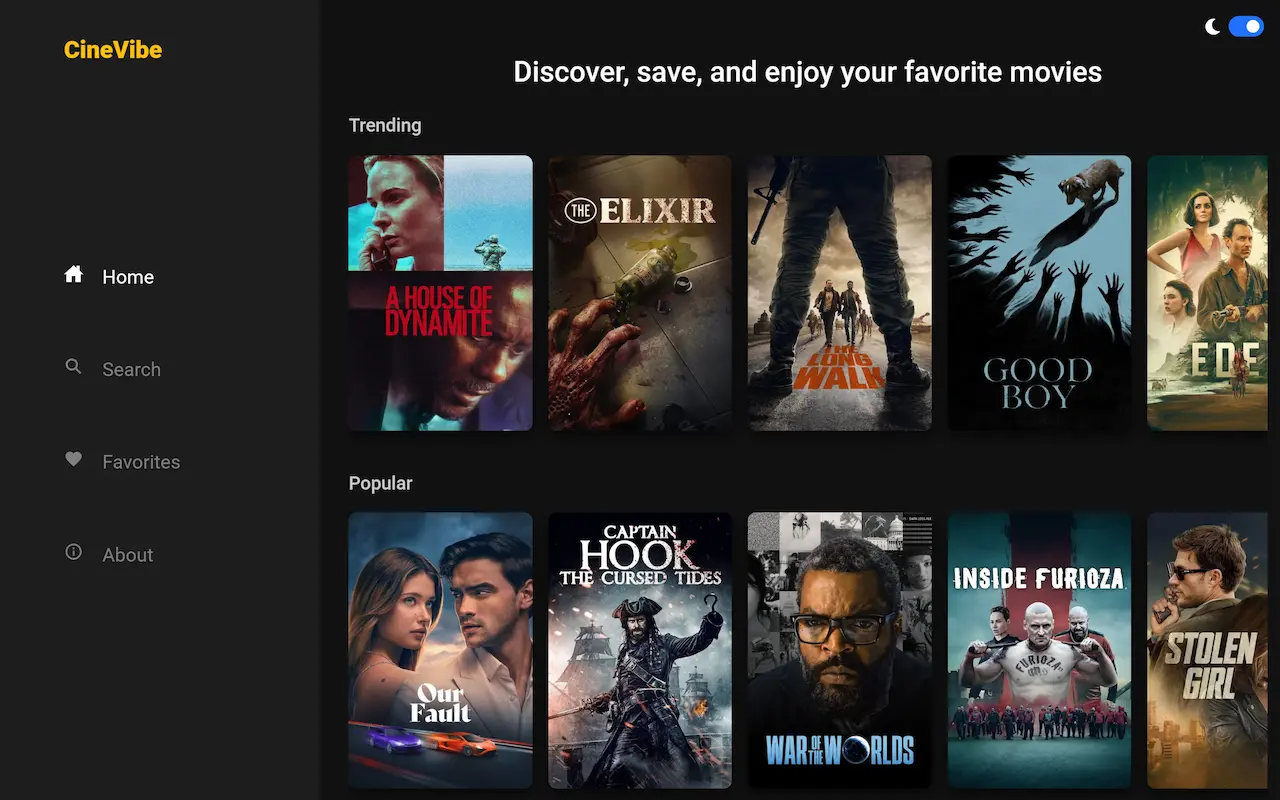 CineVibe
Home
Search
Favorites
About
Discover, save, and enjoy your favorite movies
Trending
A HOUSE OF
DYNAMITE
THE ELIXIR
THE
LONG
WALK
GOOD
BOY
EDE
Popular
Our
Fault
CAPTAIN
HOOK
THE CURSED TIDES
WAR OF THE WORLDS
INSIDE FURIOZA
FURIOZA
STOLEN
GIRL